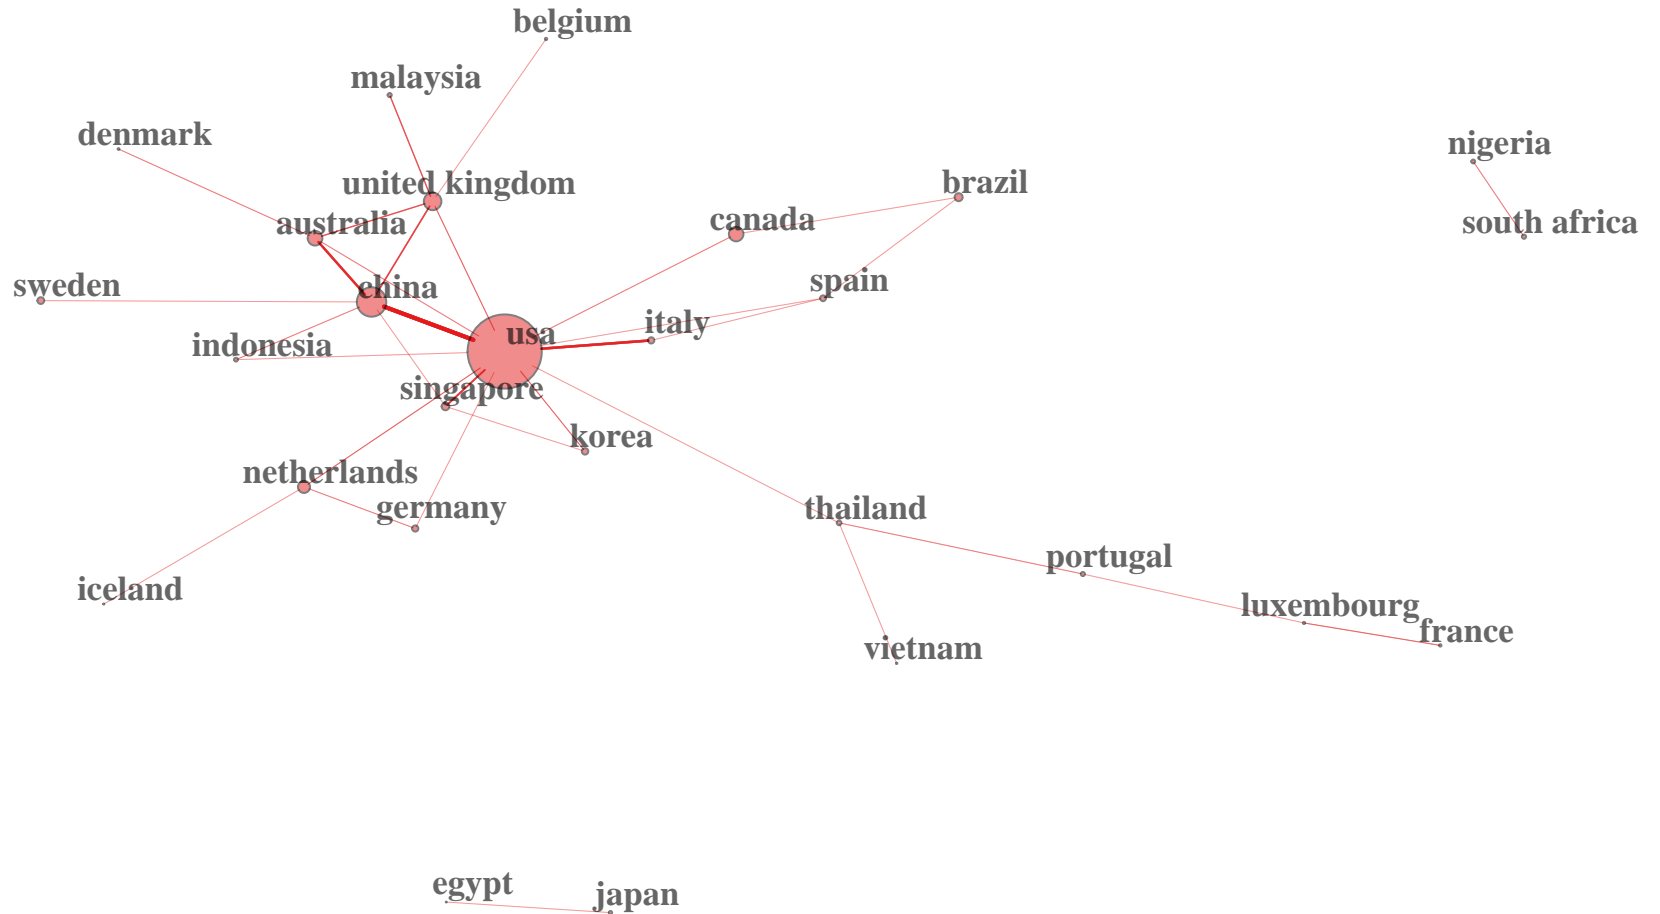 belgium
malaysia
denmark
nigeria
united kingdom
brazil
canada
australia
south africa
sweden
china
spain
usa
italy
indonesia
singapore
korea
netherlands
germany
thailand
portugal
iceland
luxembourg
france
vietnam
egypt
japan